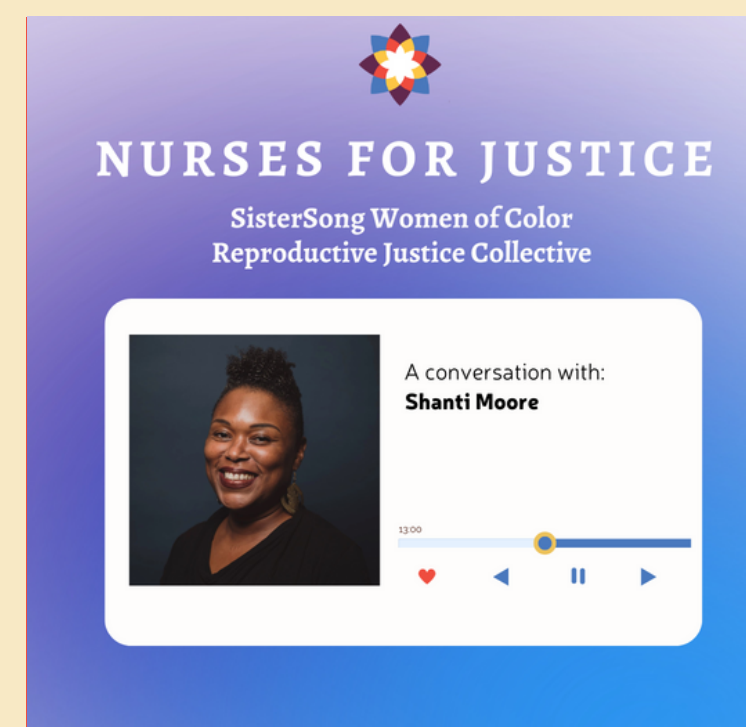 NURSES FOR JUSTICE
SisterSong Women of Color
Reproductive Justice Collective
A conversation with:
Shanti Moore
13:00